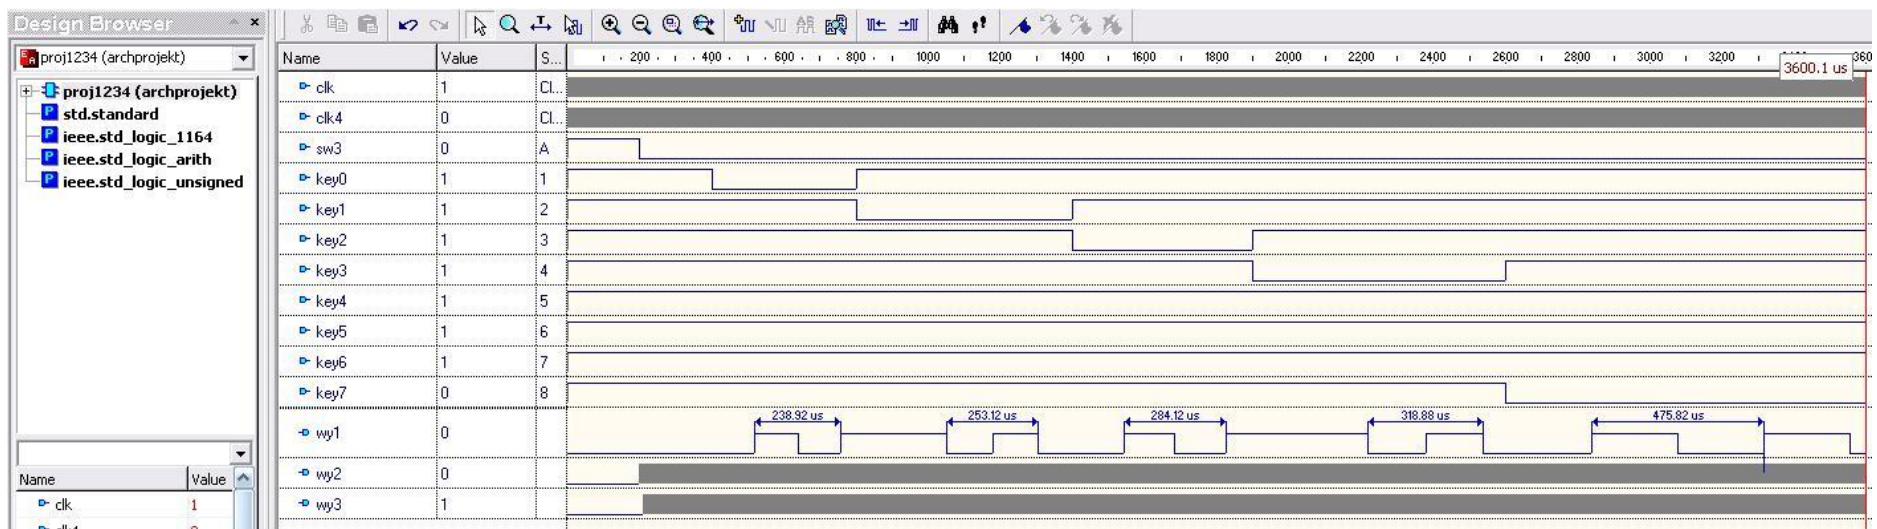 Design Browser
proj1234 (archprojekt)
proj1234 (archprojekt)
std.standard
ieee.std_logic_1164
ieee.std_logic_arith
ieee.std_logic_unsigned
Name Value
clk 1
Name Value S... 200 400 600 800 1000 1200 1400 1600 1800 2000 2200 2400 2600 2800 3000 3200
3600.1 us
clk 1 Cl...
clk4 0 Cl...
sw3 0 A
key0 1 1
key1 1 2
key2 1 3
key3 1 4
key4 1 5
key5 1 6
key6 1 7
key7 0 8
wy1 0 238.92 us 253.12 us 284.12 us 318.88 us 475.82 us
wy2 0
wy3 1